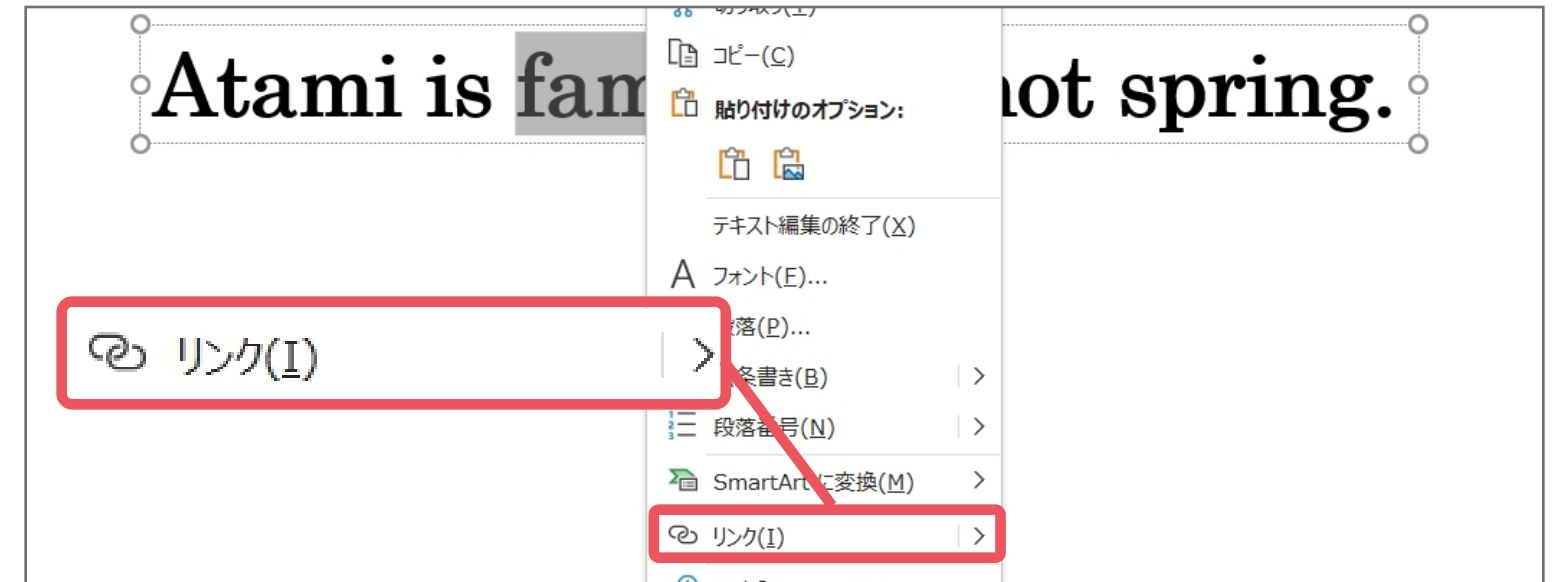 Atami is fam
ot spring.
コピー(C)
貼り付けのオプション:
テキスト編集の終了(X)
A フォント(F)...
落(P)...
リンク(I)
条書き(B)
段落番号(N)
SmartArt に変換(M)
リンク(I)